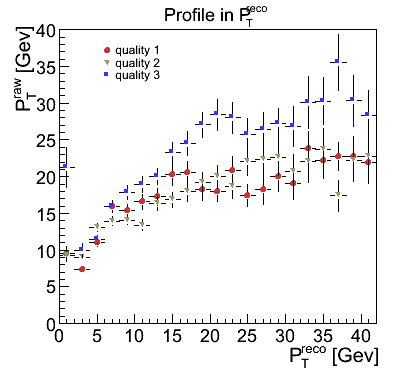 Profile in P_T^reco
P_T^raw [Gev]
quality 1
quality 2
quality 3
40
35
30
25
20
15
10
5
0
0 5 10 15 20 25 30 35 40
P_T^reco [Gev]